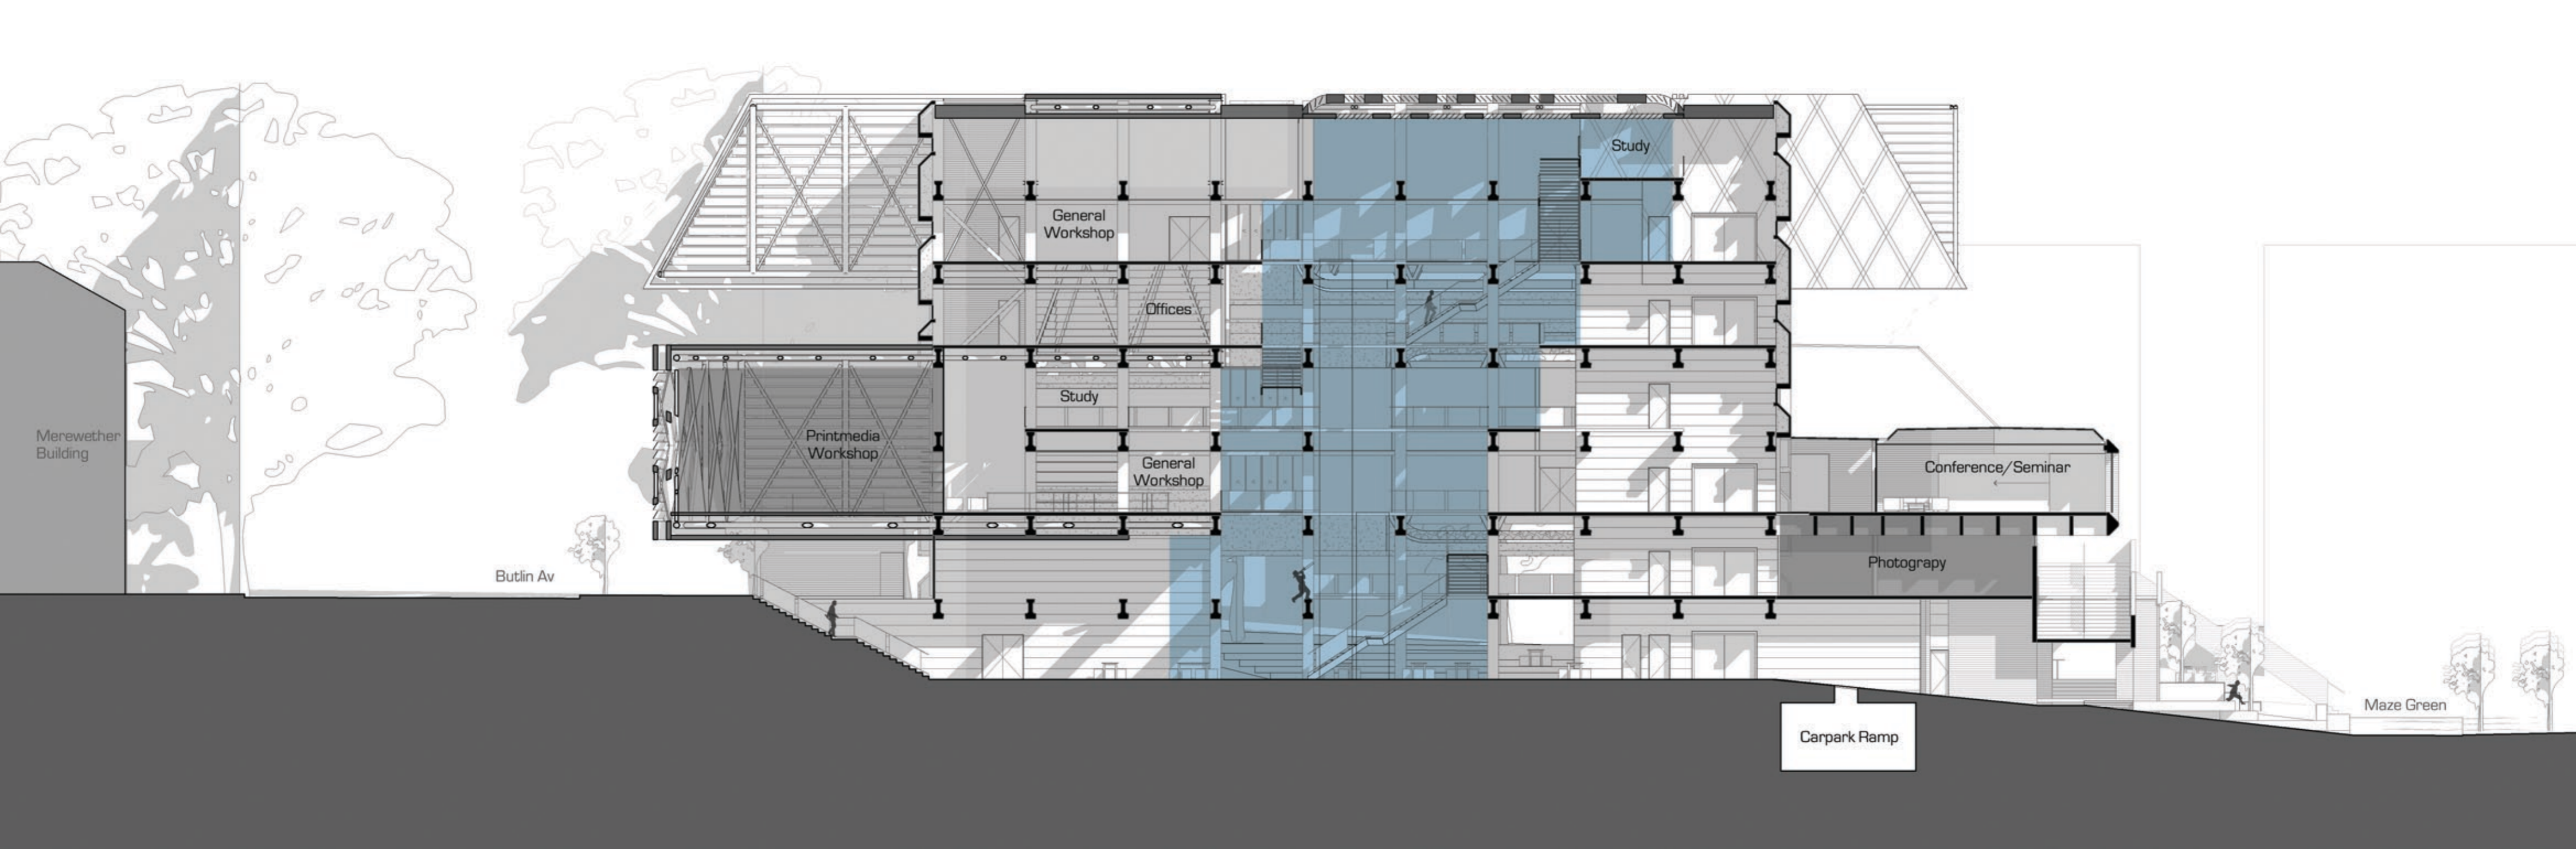 Study
General
Workshop
Offices
Study
Merewether
Building
Printmedia
Workshop
General
Workshop
Conference/Seminar
Photograpy
Butlin Av
Maze Green
Carpark Ramp